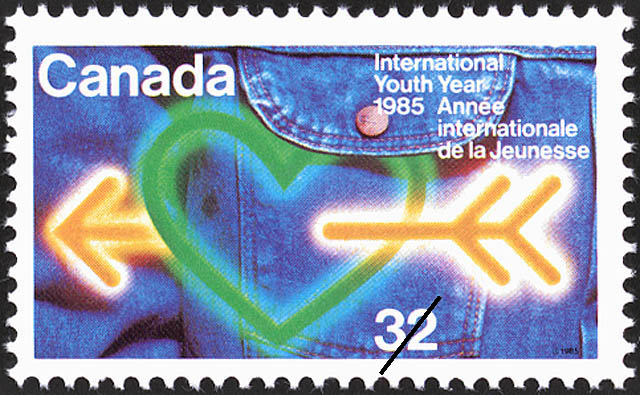 Canada
International
Youth Year
1985 Année
internationale
de la Jeunesse
32
© 1985